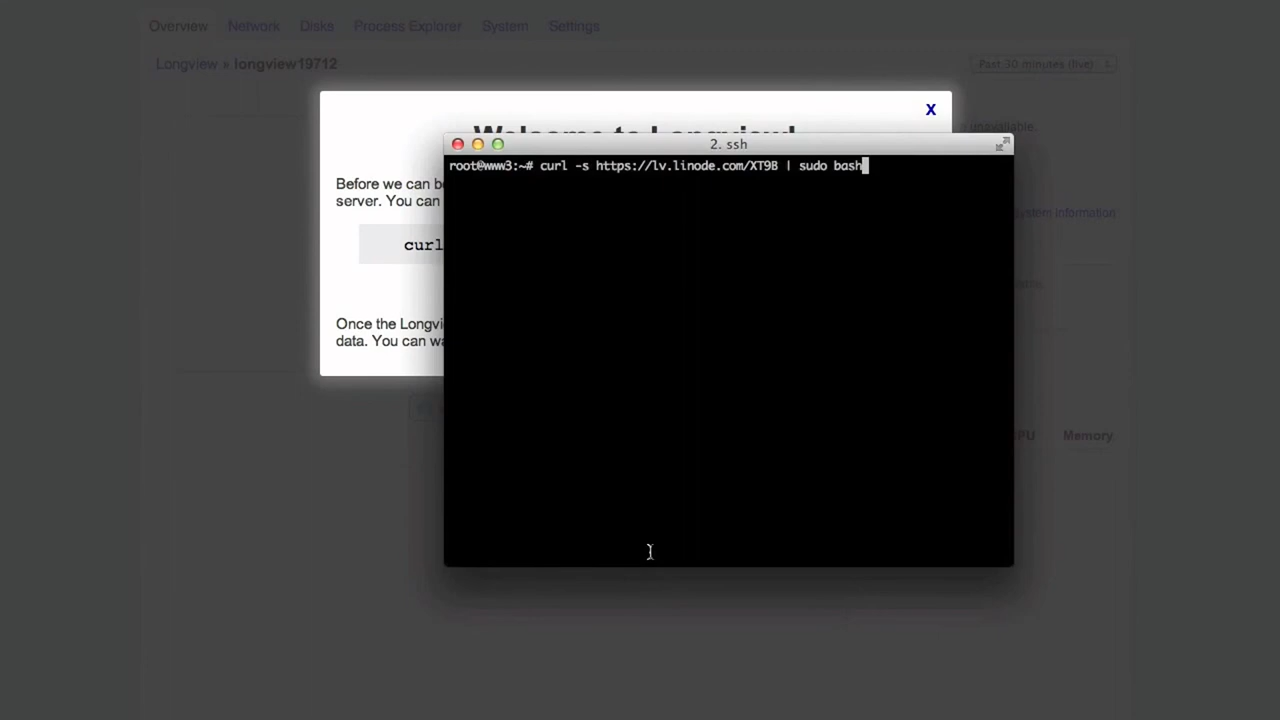 Overview Network Disks Process Explorer System Settings
Longview » longview19712
Past 30 minutes (live)
X
Welcome to Longview!
unavailable.
2. ssh
root@www3:~# curl -s https://lv.linode.com/XT9B | sudo bash
Before we can be
server. You can
System Information
curl
Once the Longvi
data. You can wa
Memory